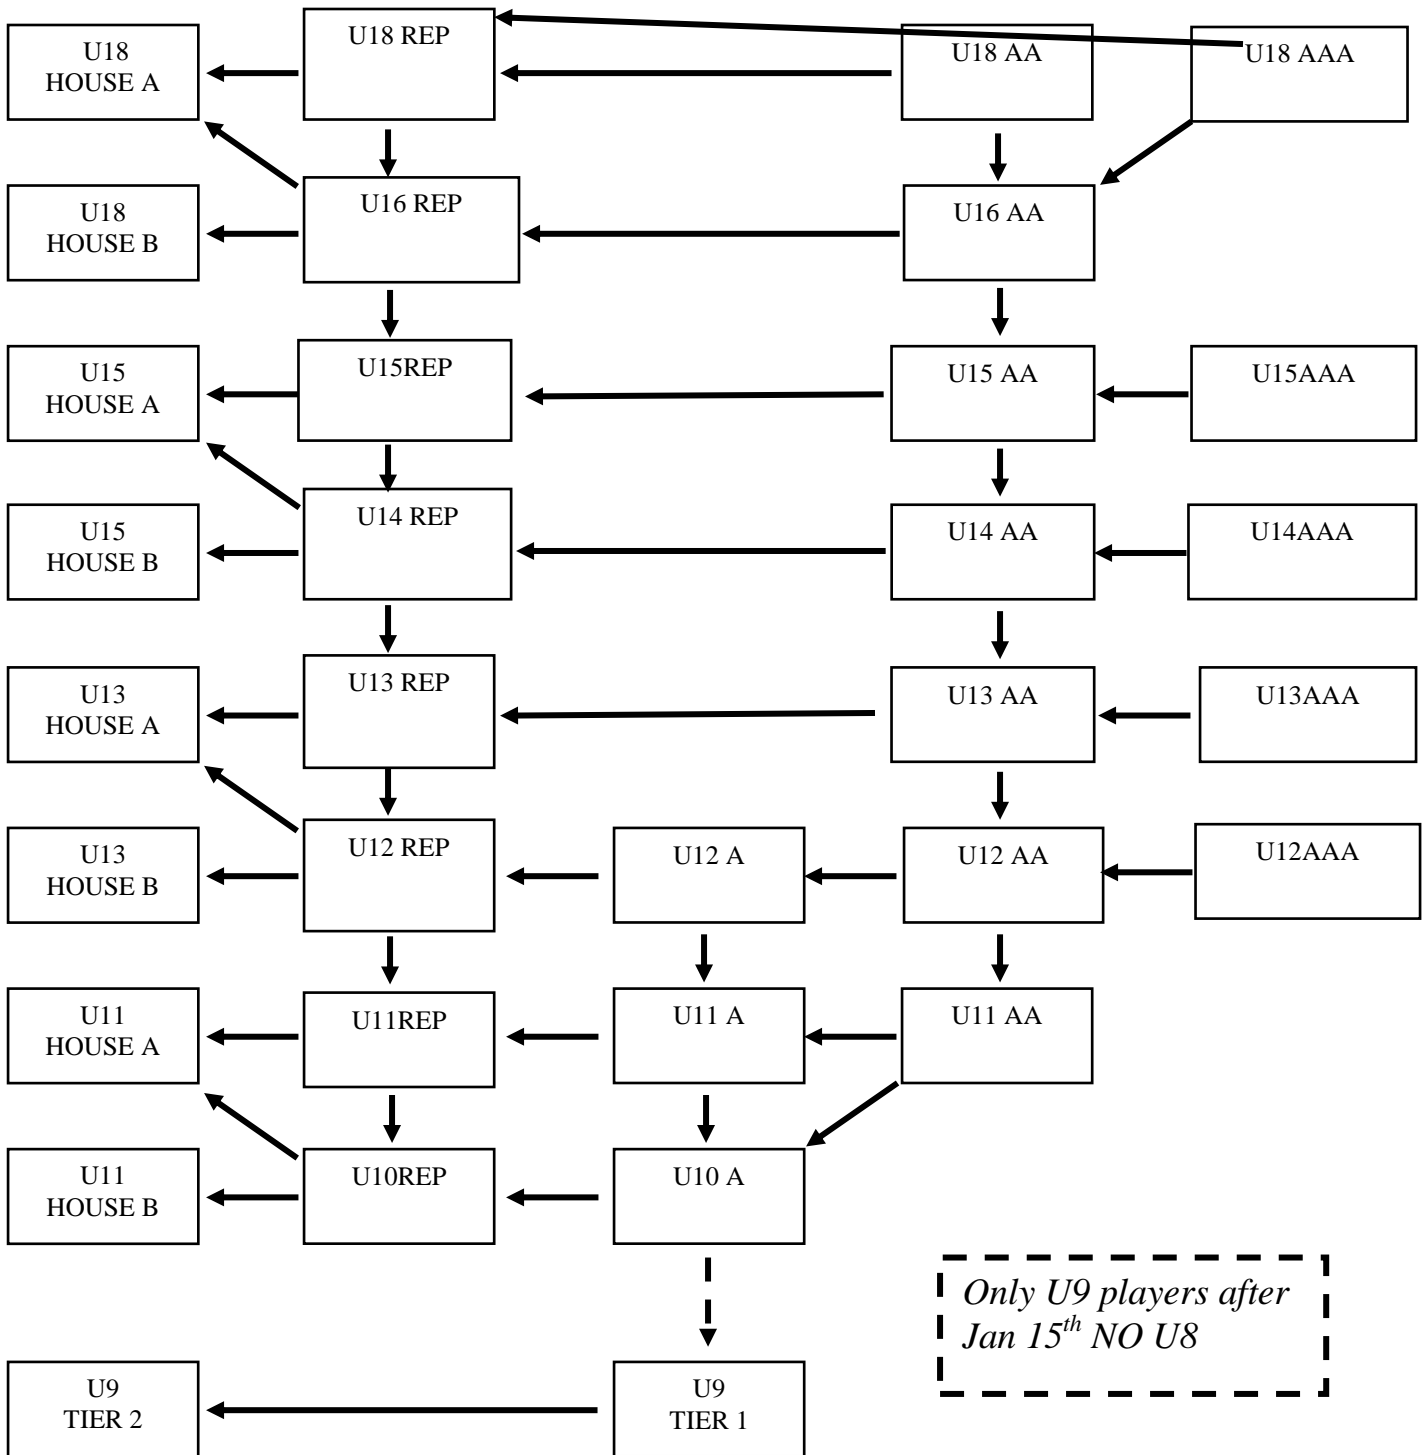 U18
HOUSE A
U18 REP
U18 AA
U18 AAA
U18
HOUSE B
U16 REP
U16 AA
U15
HOUSE A
U15REP
U15 AA
U15AAA
U15
HOUSE B
U14 REP
U14 AA
U14AAA
U13
HOUSE A
U13 REP
U13 AA
U13AAA
U13
HOUSE B
U12 REP
U12 A
U12 AA
U12AAA
U11
HOUSE A
U11REP
U11 A
U11 AA
U11
HOUSE B
U10REP
U10 A
Only U9 players after
Jan 15th NO U8
U9
TIER 2
U9
TIER 1